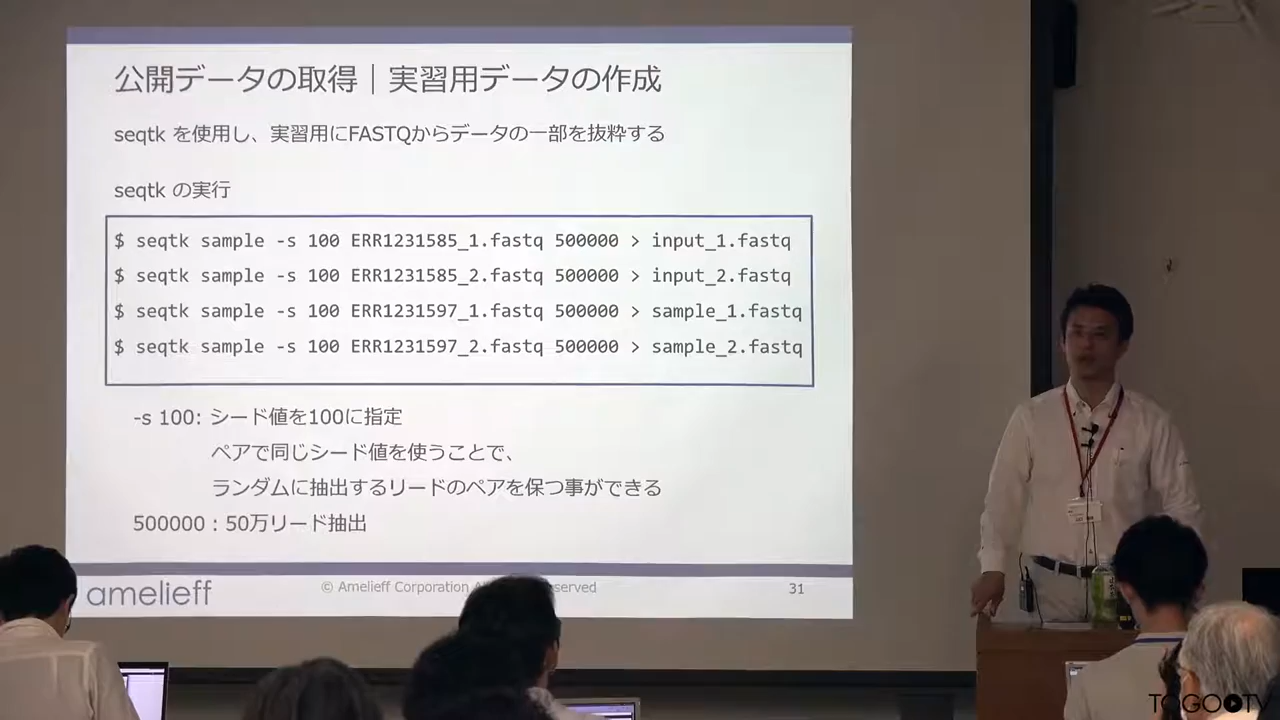 公開データの取得｜実習用データの作成
seqtk を使用し、実習用にFASTQからデータの一部を抜粋する
seqtk の実行
$ seqtk sample -s 100 ERR1231585_1.fastq 500000 > input_1.fastq
$ seqtk sample -s 100 ERR1231585_2.fastq 500000 > input_2.fastq
$ seqtk sample -s 100 ERR1231597_1.fastq 500000 > sample_1.fastq
$ seqtk sample -s 100 ERR1231597_2.fastq 500000 > sample_2.fastq
-s 100: シード値を100に指定
ペアで同じシード値を使うことで、
ランダムに抽出するリードのペアを保つ事ができる
500000：50万リード抽出
amelieff
© Amelieff Corporation
31
TOGOTV